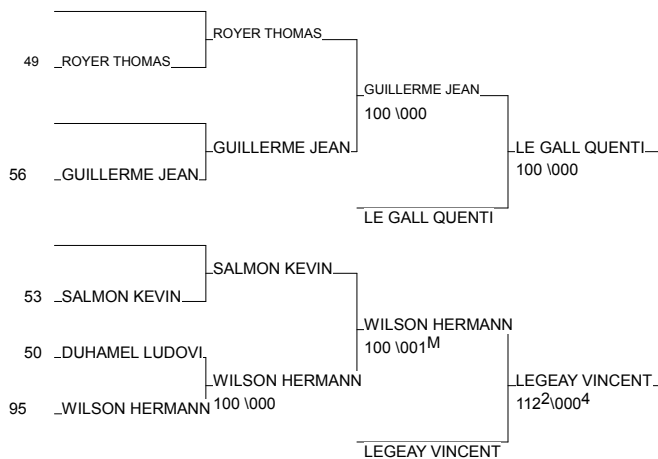 ROYER THOMAS
49 ROYER THOMAS
GUILLERME JEAN
100 \000
GUILLERME JEAN
LE GALL QUENTI
100 \000
56 GUILLERME JEAN
LE GALL QUENTI
SALMON KEVIN
53 SALMON KEVIN
WILSON HERMANN
100 \001M
50 DUHAMEL LUDOVI
WILSON HERMANN
100 \000
LEGEAY VINCENT
112²\000⁴
95 WILSON HERMANN
LEGEAY VINCENT